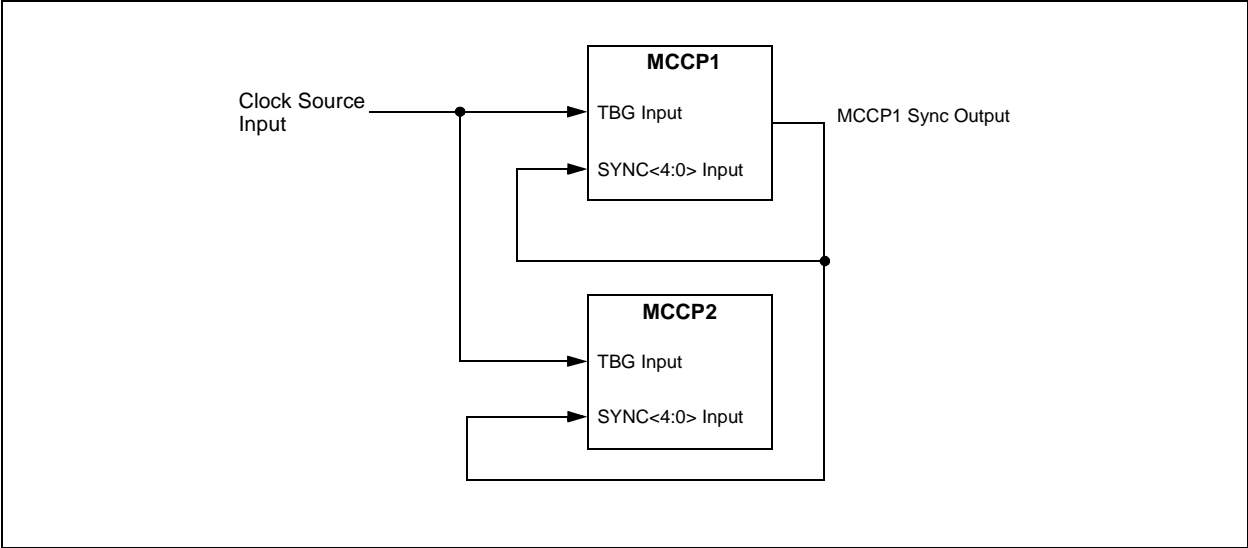 MCCP1
Clock Source
Input
TBG Input
MCCP1 Sync Output
SYNC<4:0> Input
MCCP2
TBG Input
SYNC<4:0> Input